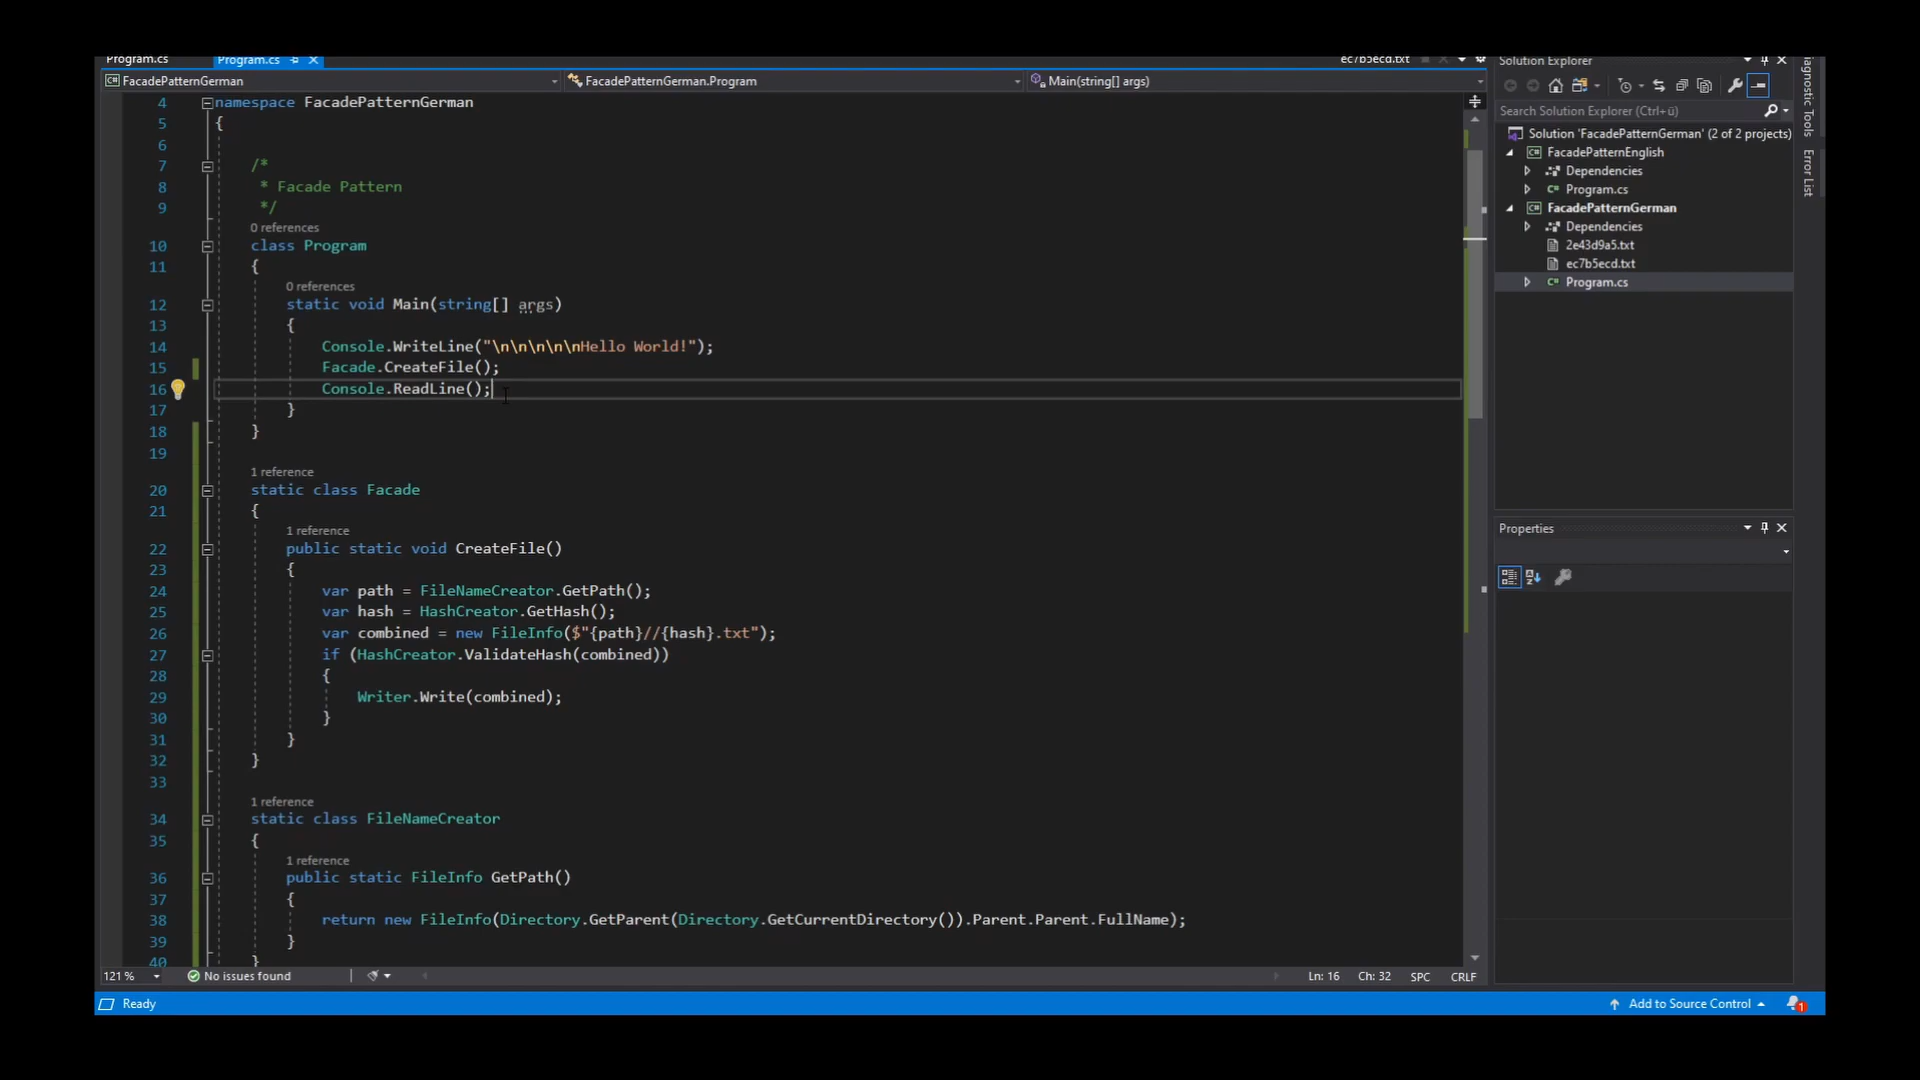 Program.cs
Program.cs
ec7b5ecd.txt
FacadePatternGerman
FacadePatternGerman.Program
Main(string[] args)
4 namespace FacadePatternGerman
5 {
6
7 /*
8 * Facade Pattern
9 */
0 references
10 class Program
11 {
0 references
12 static void Main(string[] args)
13 {
14 Console.WriteLine("\n\n\n\n\nHello World!");
15 Facade.CreateFile();
16 Console.ReadLine();
17 }
18 }
19
1 reference
20 static class Facade
21 {
1 reference
22 public static void CreateFile()
23 {
24 var path = FileNameCreator.GetPath();
25 var hash = HashCreator.GetHash();
26 var combined = new FileInfo($"{path}//{hash}.txt");
27 if (HashCreator.ValidateHash(combined))
28 {
29 Writer.Write(combined);
30 }
31 }
32 }
33
1 reference
34 static class FileNameCreator
35 {
1 reference
36 public static FileInfo GetPath()
37 {
38 return new FileInfo(Directory.GetParent(Directory.GetCurrentDirectory()).Parent.Parent.FullName);
39 }
40 }
121 %
No issues found
Ln: 16
Ch: 32
SPC
CRLF
Solution Explorer
Search Solution Explorer (Ctrl+ü)
Solution 'FacadePatternGerman' (2 of 2 projects)
C# FacadePatternEnglish
Dependencies
C# Program.cs
C# FacadePatternGerman
Dependencies
2e43d9a5.txt
ec7b5ecd.txt
C# Program.cs
Properties
Diagnostic Tools
Error List
Ready
Add to Source Control
1